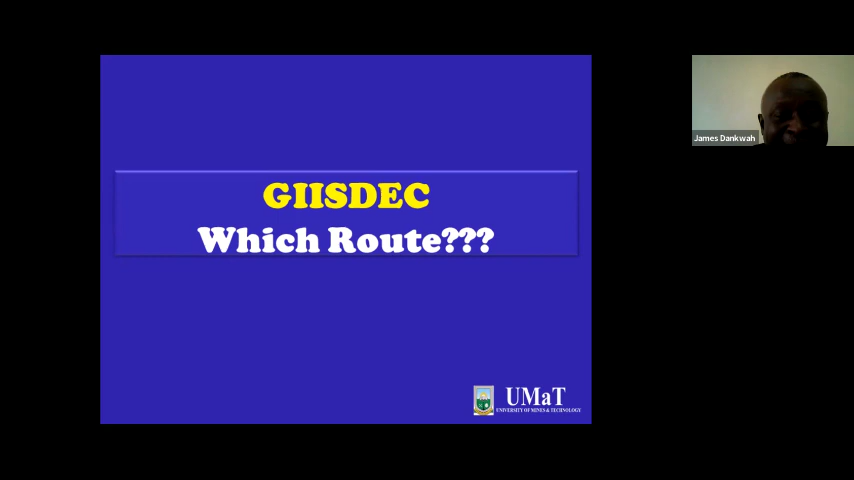 GIISDEC
Which Route???
James Dankwah
UMaT
UNIVERSITY OF MINES & TECHNOLOGY